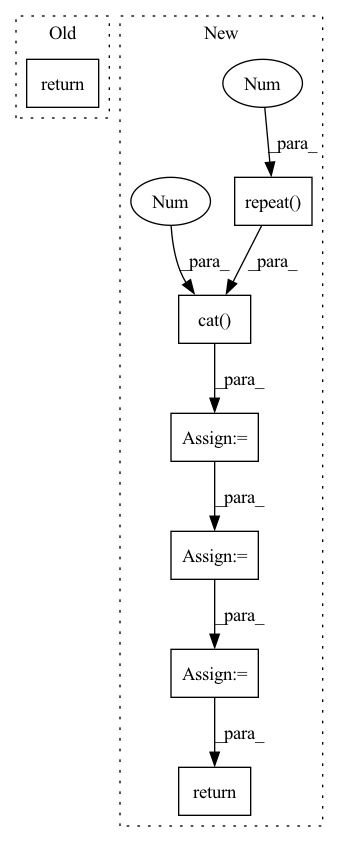 Old
New
return
Num
_para_
Num
repeat()
_para_
_para_
cat()
_para_
Assign:=
_para_
Assign:=
_para_
Assign:=
_para_
return